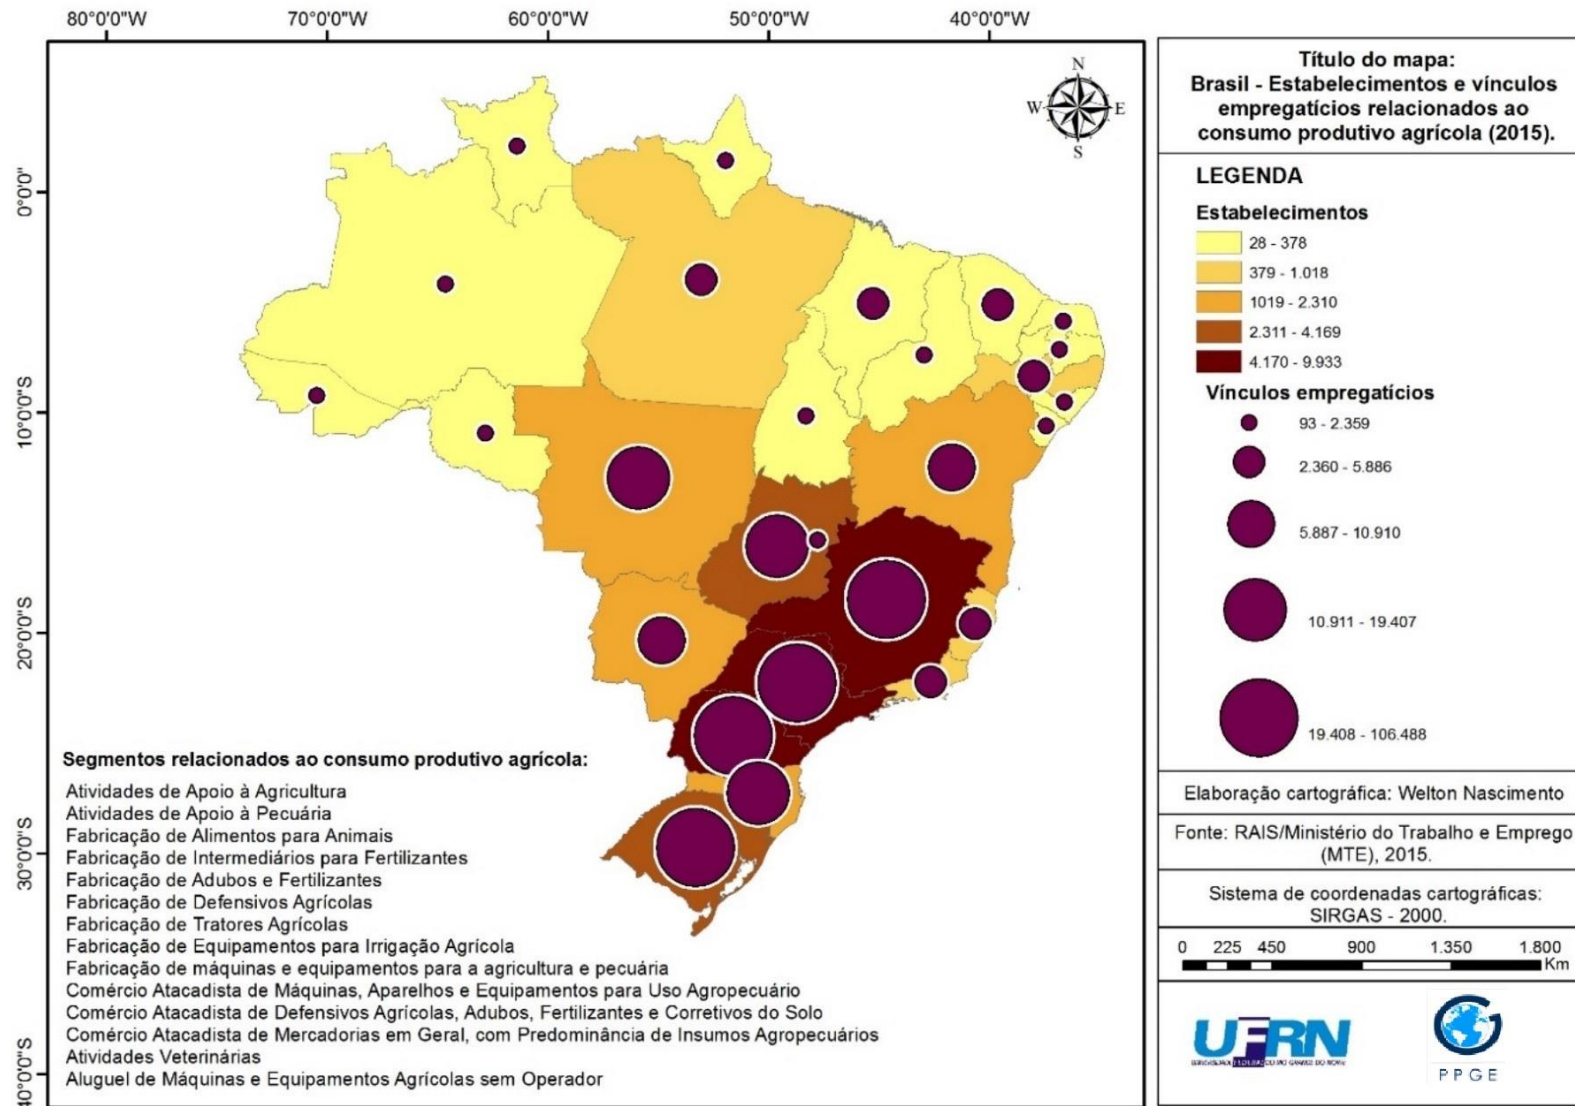 80°0'0"W 70°0'0"W 60°0'0"W 50°0'0"W 40°0'0"W
0°0'0"
10°0'0"S
20°0'0"S
30°0'0"S
40°0'0"S
N
W E
S
Segmentos relacionados ao consumo produtivo agrícola:
Atividades de Apoio à Agricultura
Atividades de Apoio à Pecuária
Fabricação de Alimentos para Animais
Fabricação de Intermediários para Fertilizantes
Fabricação de Adubos e Fertilizantes
Fabricação de Defensivos Agrícolas
Fabricação de Tratores Agrícolas
Fabricação de Equipamentos para Irrigação Agrícola
Fabricação de máquinas e equipamentos para a agricultura e pecuária
Comércio Atacadista de Máquinas, Aparelhos e Equipamentos para Uso Agropecuário
Comércio Atacadista de Defensivos Agrícolas, Adubos, Fertilizantes e Corretivos do Solo
Comércio Atacadista de Mercadorias em Geral, com Predominância de Insumos Agropecuários
Atividades Veterinárias
Aluguel de Máquinas e Equipamentos Agrícolas sem Operador
Título do mapa:
Brasil - Estabelecimentos e vínculos
empregatícios relacionados ao
consumo produtivo agrícola (2015).
LEGENDA
Estabelecimentos
28 - 378
379 - 1.018
1019 - 2.310
2.311 - 4.169
4.170 - 9.933
Vínculos empregatícios
93 - 2.359
2.360 - 5.886
5.887 - 10.910
10.911 - 19.407
19.408 - 106.488
Elaboração cartográfica: Welton Nascimento
Fonte: RAIS/Ministério do Trabalho e Emprego
(MTE), 2015.
Sistema de coordenadas cartográficas:
SIRGAS - 2000.
0 225 450 900 1.350 1.800
Km
UFRN
UNIVERSIDADE FEDERAL DO RIO GRANDE DO NORTE
PPGE